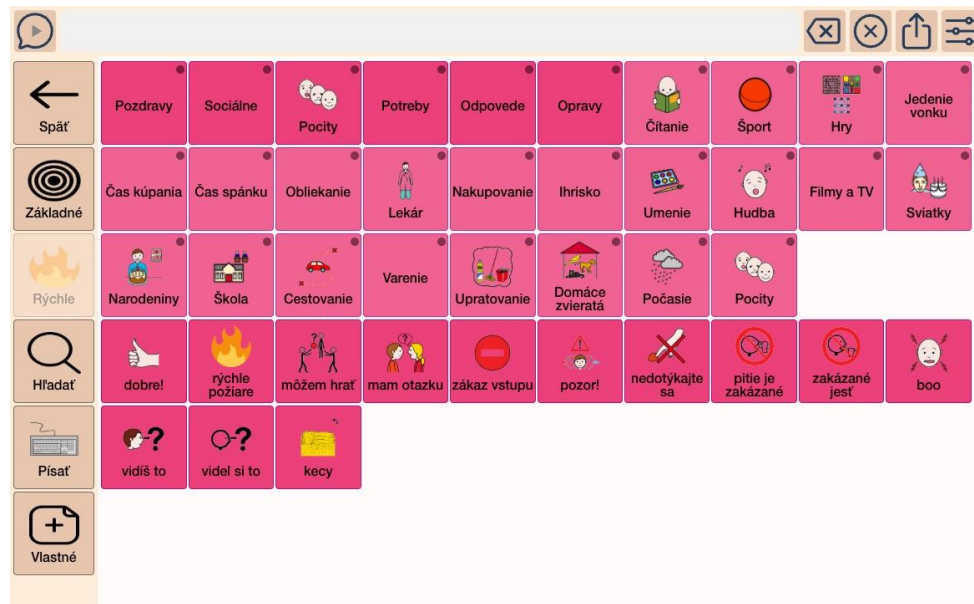 Späť
Pozdravy
Sociálne
Pocity
Potreby
Odpovede
Opravy
Čítanie
Šport
Hry
Jedenie
vonku
Základné
Čas kúpania
Čas spánku
Obliekanie
Lekár
Nakupovanie
Ihrisko
Umenie
Hudba
Filmy a TV
Sviatky
Rýchle
Narodeniny
Škola
Cestovanie
Varenie
Upratovanie
Domáce
zvieratá
Počasie
Pocity
Hľadať
dobre!
rýchle
požiare
môžem hrať
mam otazku
zákaz vstupu
pozor!
nedotýkajte
sa
pitie je
zakázané
zakázané
jesť
boo
Písať
vidíš to
videl si to
kecy
Vlastné